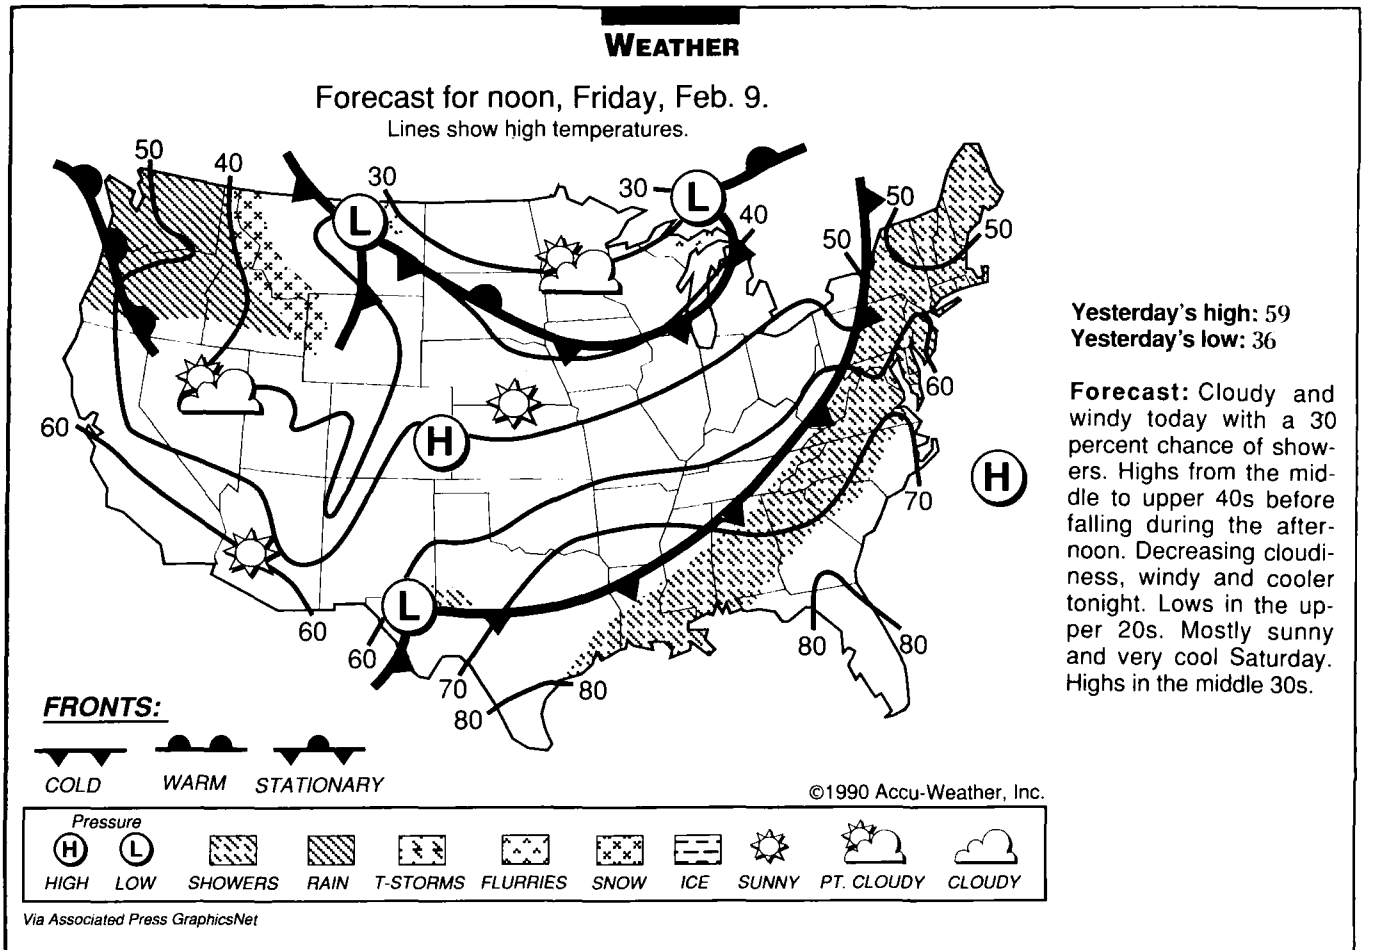 WEATHER
Forecast for noon, Friday, Feb. 9.
Lines show high temperatures.
50
40
30
30
L
L
40
50
50
50
60
60
H
H
70
L
60
60
70
80
80
80
80
Yesterday's high: 59
Yesterday's low: 36
Forecast: Cloudy and
windy today with a 30
percent chance of show-
ers. Highs from the mid-
dle to upper 40s before
falling during the after-
noon. Decreasing cloudi-
ness, windy and cooler
tonight. Lows in the up-
per 20s. Mostly sunny
and very cool Saturday.
Highs in the middle 30s.
FRONTS:
COLD WARM STATIONARY
©1990 Accu-Weather, Inc.
Pressure
H L
HIGH LOW SHOWERS RAIN T-STORMS FLURRIES SNOW ICE SUNNY PT. CLOUDY CLOUDY
Via Associated Press GraphicsNet